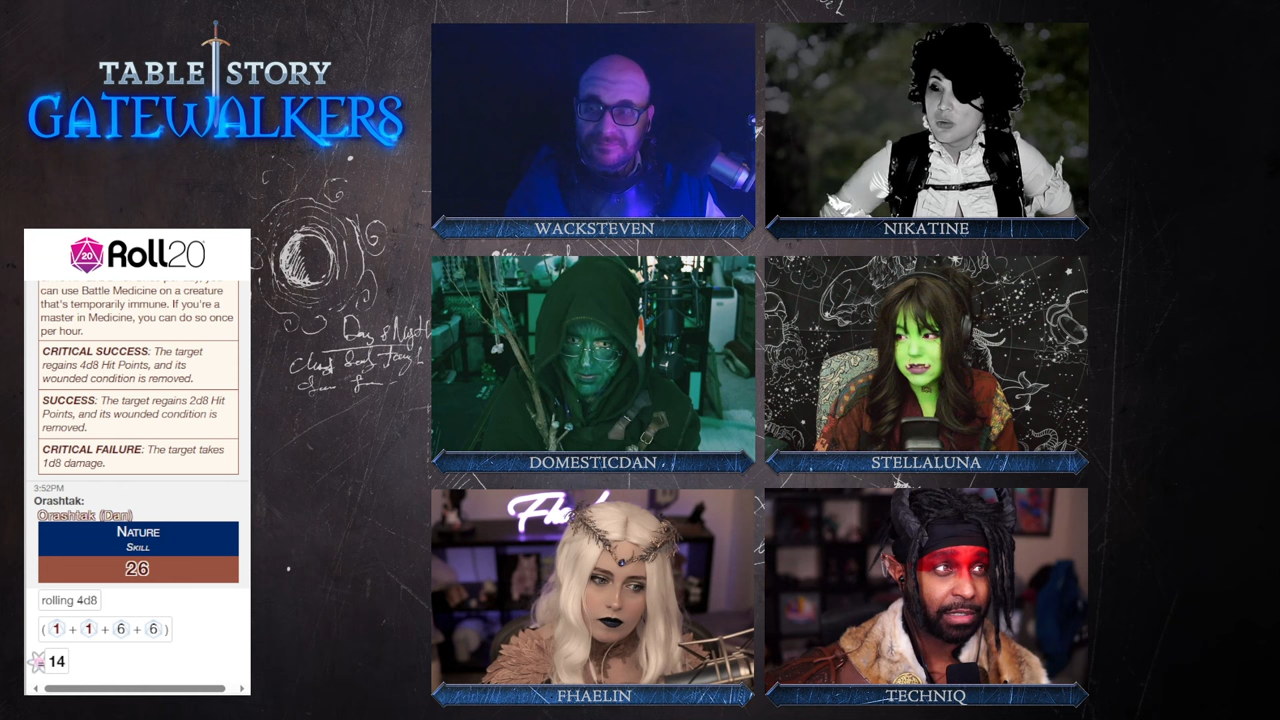 TABLE STORY
GATEWALKERS
20
Roll20
can use Battle Medicine on a creature
that's temporarily immune. If you're a
master in Medicine, you can do so once
per hour.
CRITICAL SUCCESS: The target
regains 4d8 Hit Points, and its
wounded condition is removed.
SUCCESS: The target regains 2d8 Hit
Points, and its wounded condition is
removed.
CRITICAL FAILURE: The target takes
1d8 damage.
3:52PM
Orashtak:
Orashtak (Dan)
NATURE
SKILL
26
rolling 4d8
(1+1+6+6)
=14
WACKSTEVEN
NIKATINE
DOMESTICDAN
STELLALUNA
FHAELIN
TECHNIQ